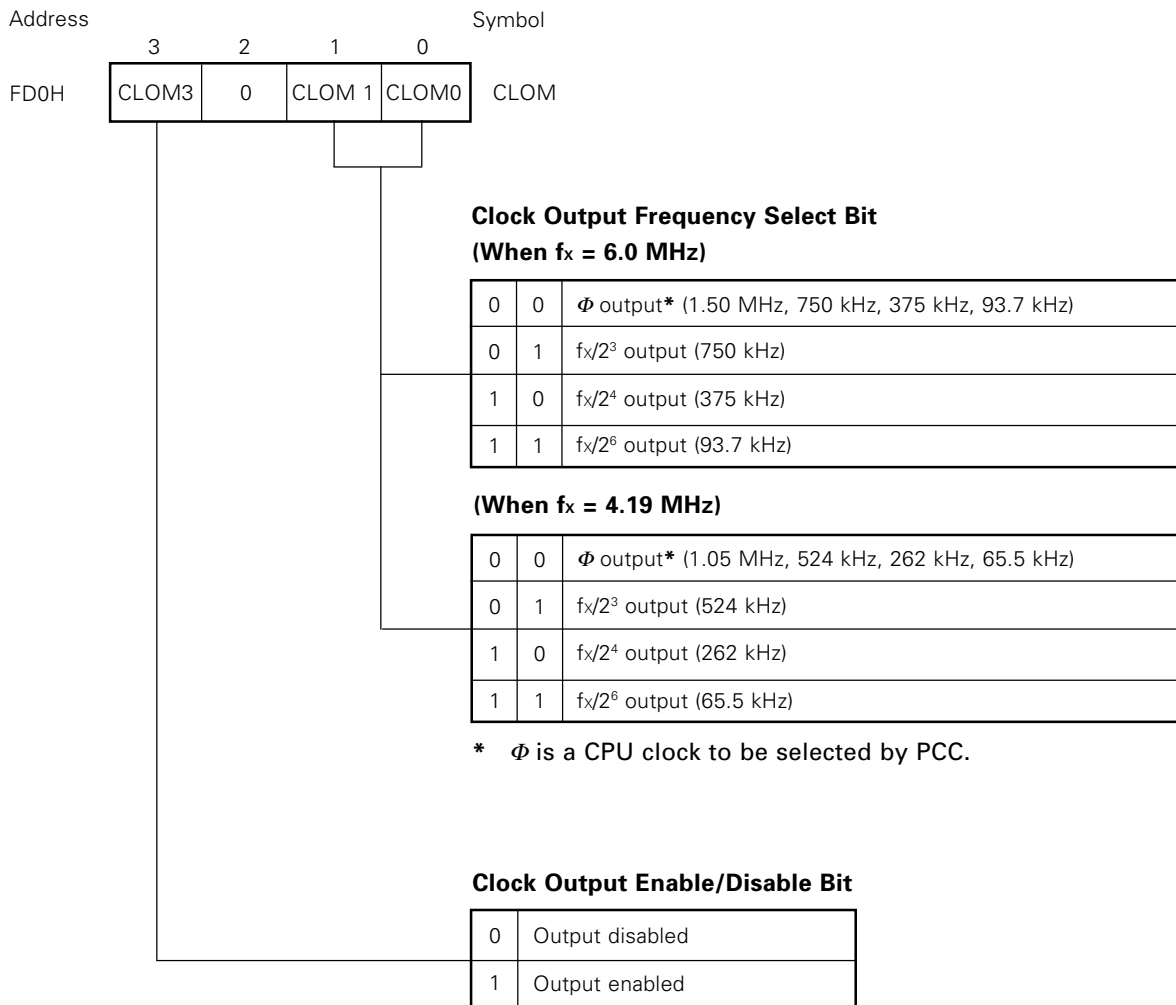 Address Symbol
3 2 1 0
FD0H CLOM3 0 CLOM 1 CLOM0 CLOM
Clock Output Frequency Select Bit
(When fx = 6.0 MHz)
0 0 Φ output* (1.50 MHz, 750 kHz, 375 kHz, 93.7 kHz)
0 1 fx/2³ output (750 kHz)
1 0 fx/2⁴ output (375 kHz)
1 1 fx/2⁶ output (93.7 kHz)
(When fx = 4.19 MHz)
0 0 Φ output* (1.05 MHz, 524 kHz, 262 kHz, 65.5 kHz)
0 1 fx/2³ output (524 kHz)
1 0 fx/2⁴ output (262 kHz)
1 1 fx/2⁶ output (65.5 kHz)
* Φ is a CPU clock to be selected by PCC.
Clock Output Enable/Disable Bit
0 Output disabled
1 Output enabled